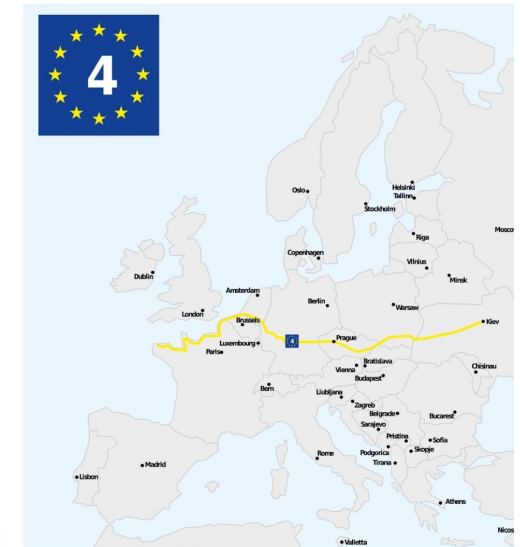 4
Helsinki
Oslo
Tallinn
Stockholm
Moscow
Riga
Copenhagen
Vilnius
Dublin
Minsk
Amsterdam
Berlin
Warsaw
London
Brussels
Kiev
Luxembourg
4
Prague
Paris
Bratislava
Vienna
Chisinau
Budapest
Bern
Ljubljana
Zagreb
Belgrade
Bucarest
Sarajevo
Pristina
Sofia
Podgorica
Skopje
Rome
Tirana
Madrid
Lisbon
Athens
Nicos
Valletta